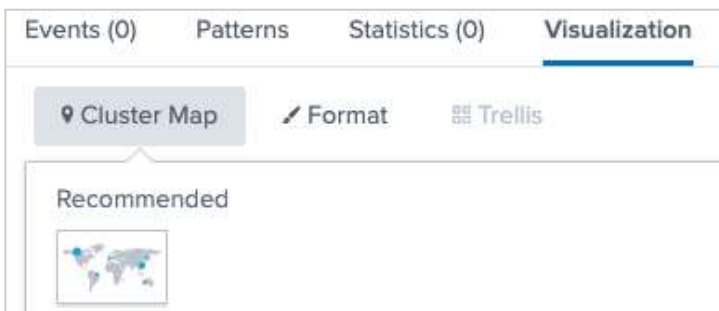 Events (0) Patterns Statistics (0) Visualization
Cluster Map Format Trellis
Recommended